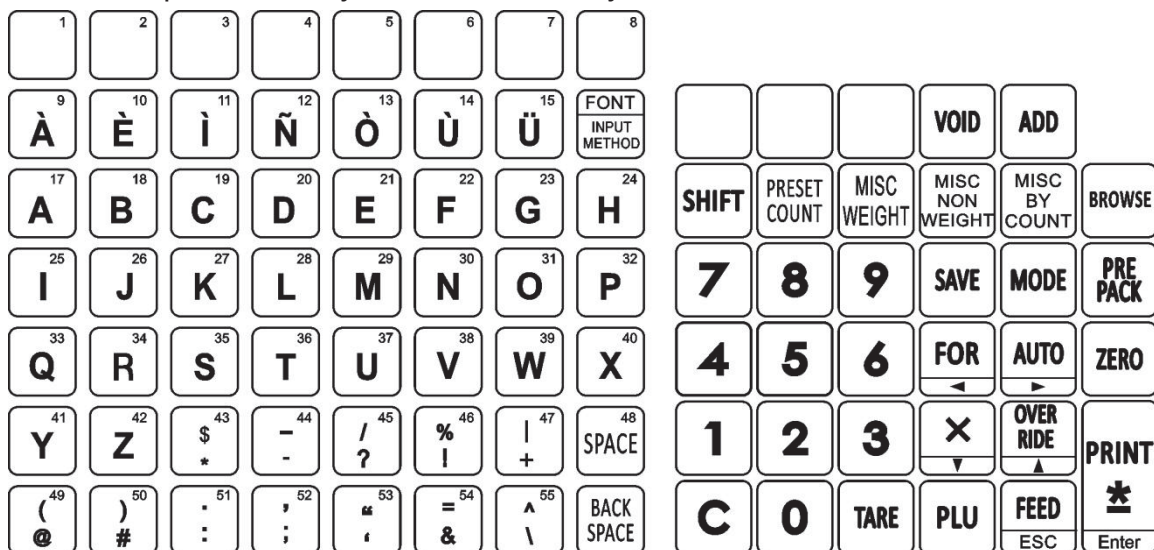 1 2 3 4 5 6 7 8
9 10 11 12 13 14 15 FONT
À È Ì Ñ Ò Ù Ü INPUT METHOD
17 18 19 20 21 22 23 24
A B C D E F G H
25 26 27 28 29 30 31 32
I J K L M N O P
33 34 35 36 37 38 39 40
Q R S T U V W X
41 42 43 44 45 46 47 48
Y Z $ – / % | SPACE
* - ? ! +
49 50 51 52 53 54 55
( ) . , “ = ^ BACK
@ # : ; ‘ & \ SPACE
VOID ADD
SHIFT PRESET COUNT MISC WEIGHT MISC NON WEIGHT MISC BY COUNT BROWSE
7 8 9 SAVE MODE PRE PACK
4 5 6 FOR AUTO ZERO
◄ ►
1 2 3 × OVER RIDE PRINT
▼ ▲
C 0 TARE PLU FEED *
ESC Enter